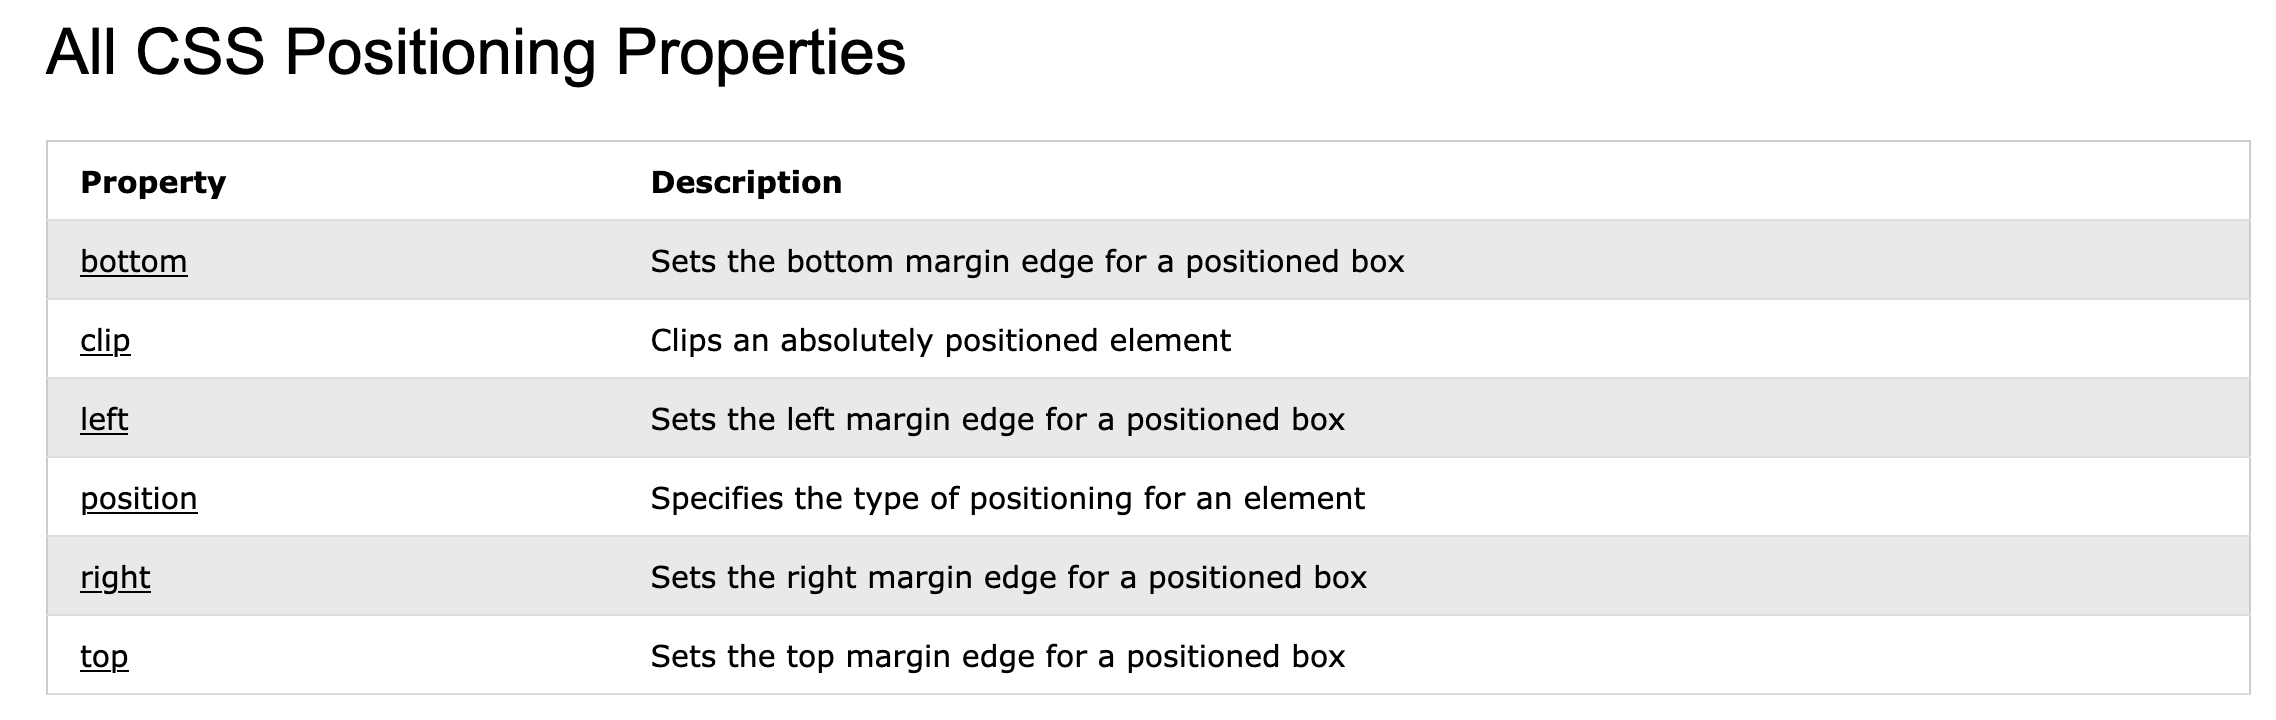 All CSS Positioning Properties
Property Description
bottom Sets the bottom margin edge for a positioned box
clip Clips an absolutely positioned element
left Sets the left margin edge for a positioned box
position Specifies the type of positioning for an element
right Sets the right margin edge for a positioned box
top Sets the top margin edge for a positioned box